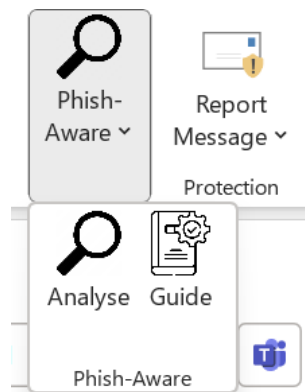 Phish-
Aware
Report
Message
Protection
Analyse
Guide
Phish-Aware